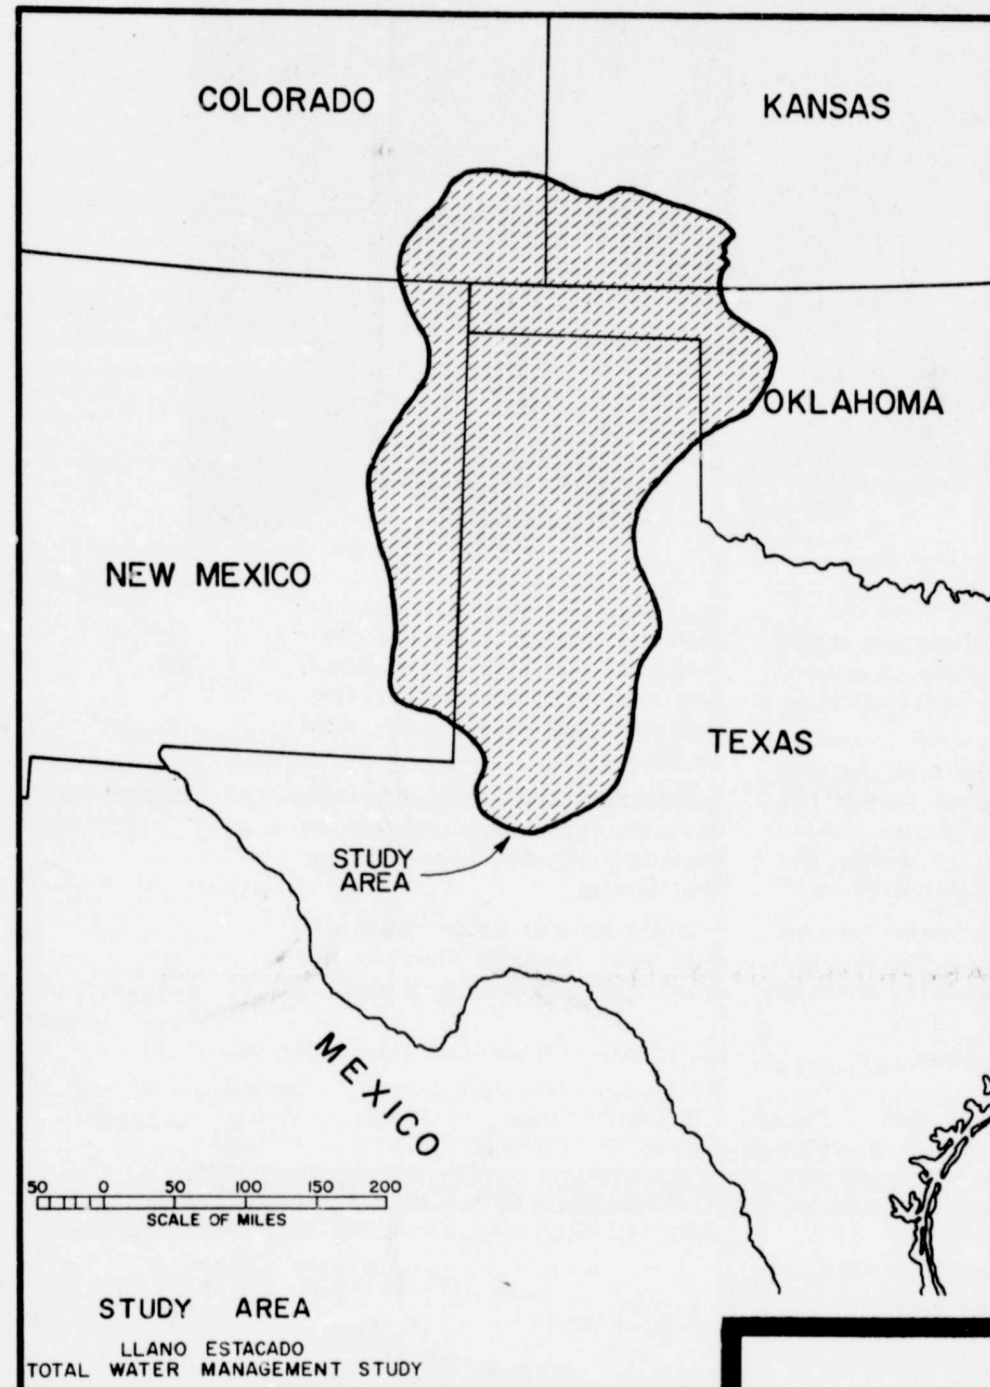 COLORADO
KANSAS
OKLAHOMA
NEW MEXICO
TEXAS
STUDY
AREA
MEXICO
50 0 50 100 150 200
SCALE OF MILES
STUDY AREA
LLANO ESTACADO
TOTAL WATER MANAGEMENT STUDY